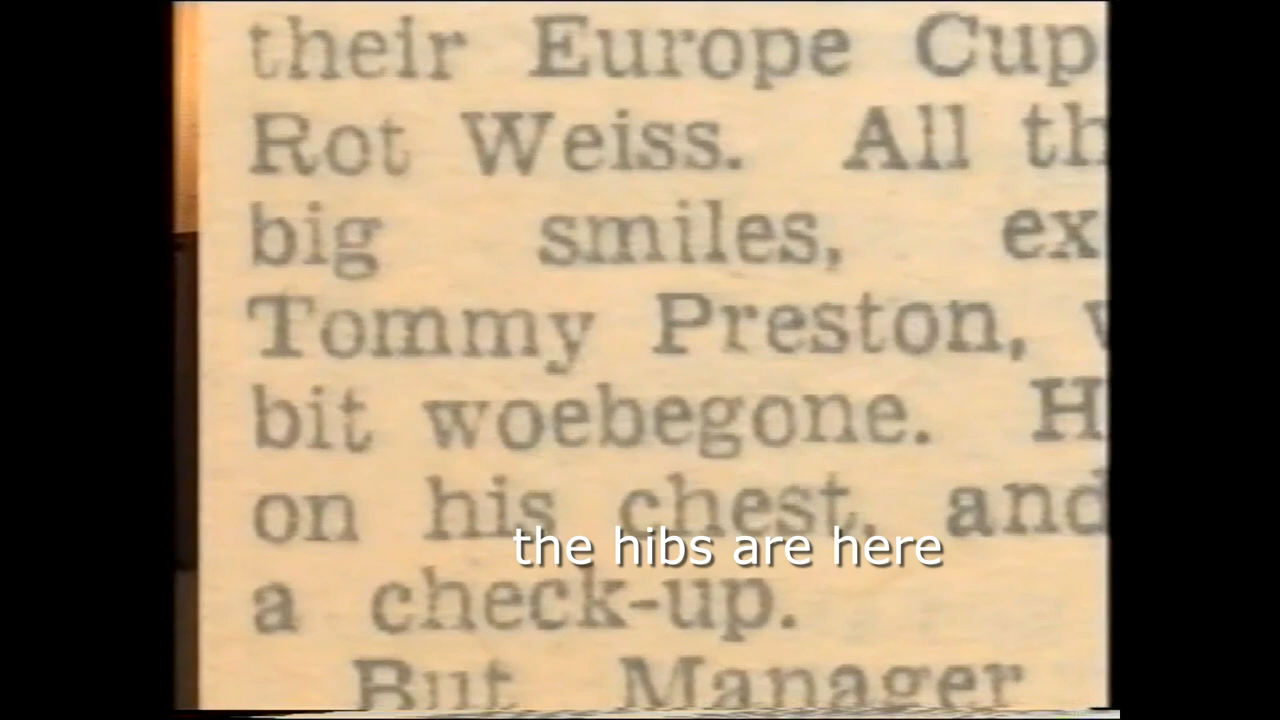 their Europe Cup
Rot Weiss. All th
big smiles, ex
Tommy Preston,
bit woebegone. H
on his chest, and
the hibs are here
a check-up.
But Manager